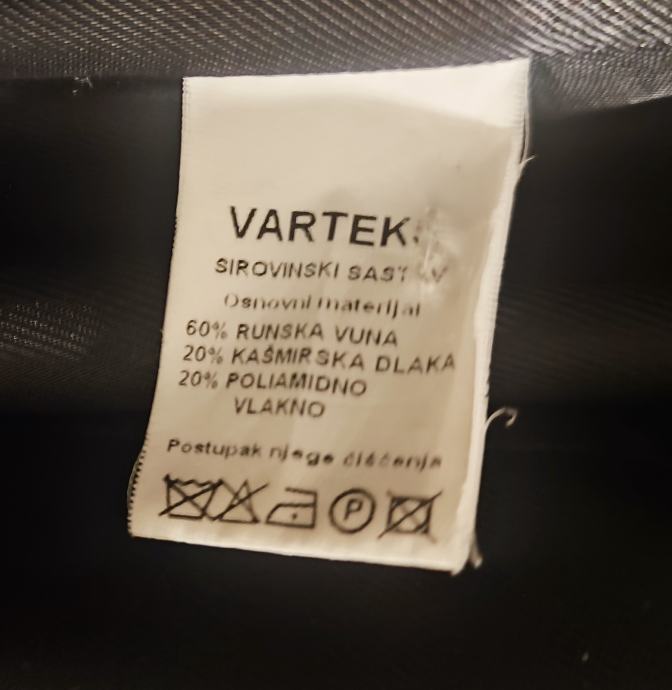 VARTEKS
SIROVINSKI SASTAV
Osnovni materijal
60% RUNSKA VUNA
20% KAŠMIRSKA DLAKA
20% POLIAMIDNO
VLAKNO
Postupak njege čišćenja
P